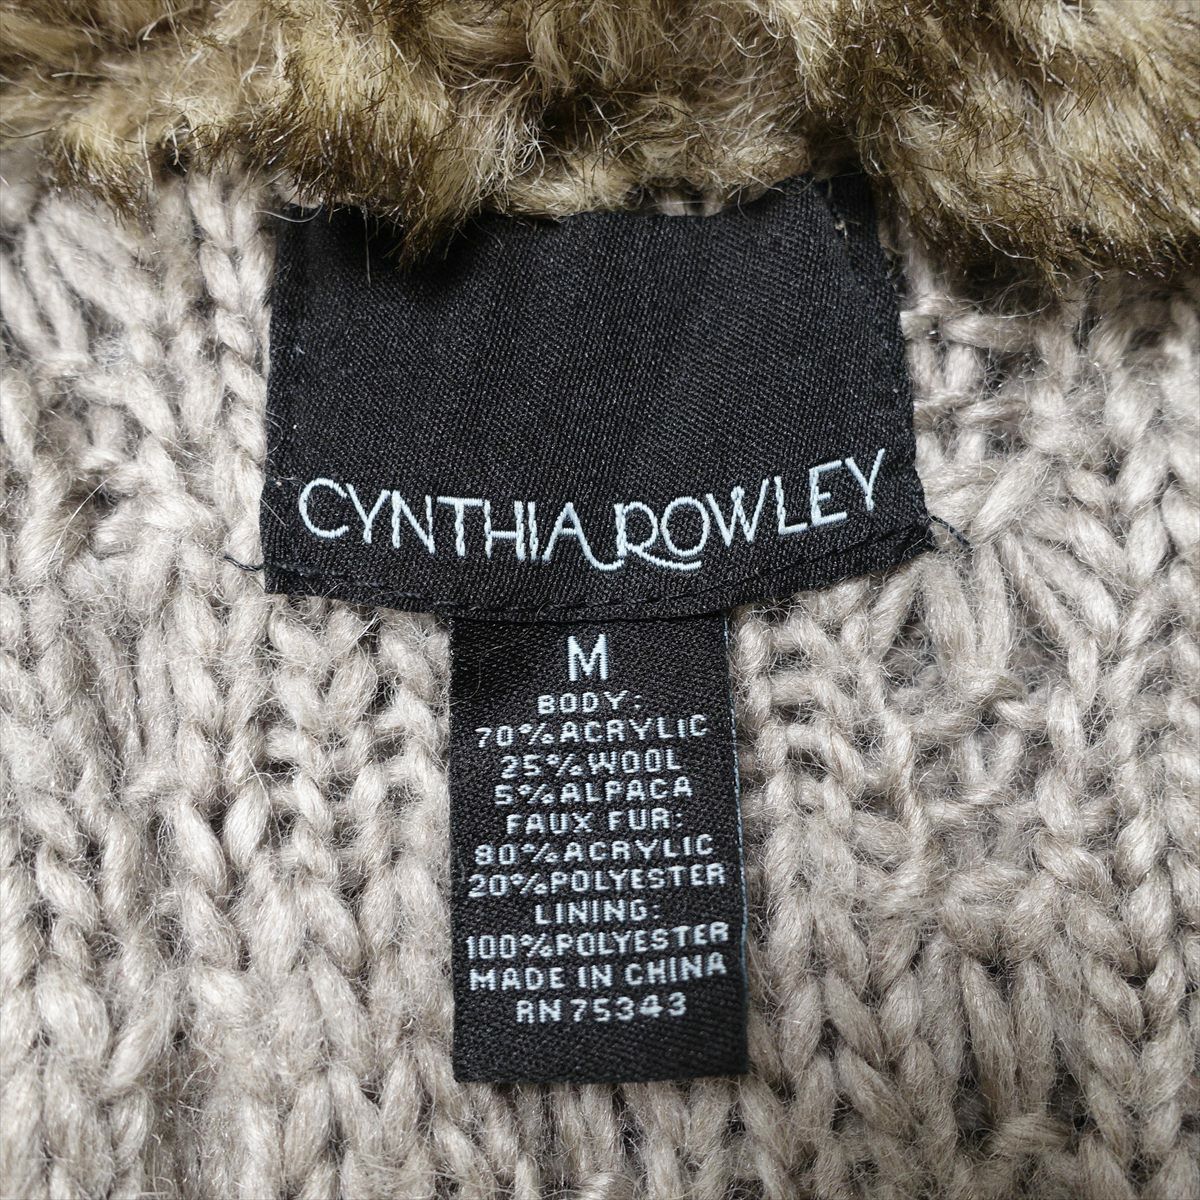 CYNTHIA ROWLEY
M
BODY:
70%ACRYLIC
25%WOOL
5%ALPACA
FAUX FUR:
80%ACRYLIC
20%POLYESTER
LINING:
100%POLYESTER
MADE IN CHINA
RN 75343